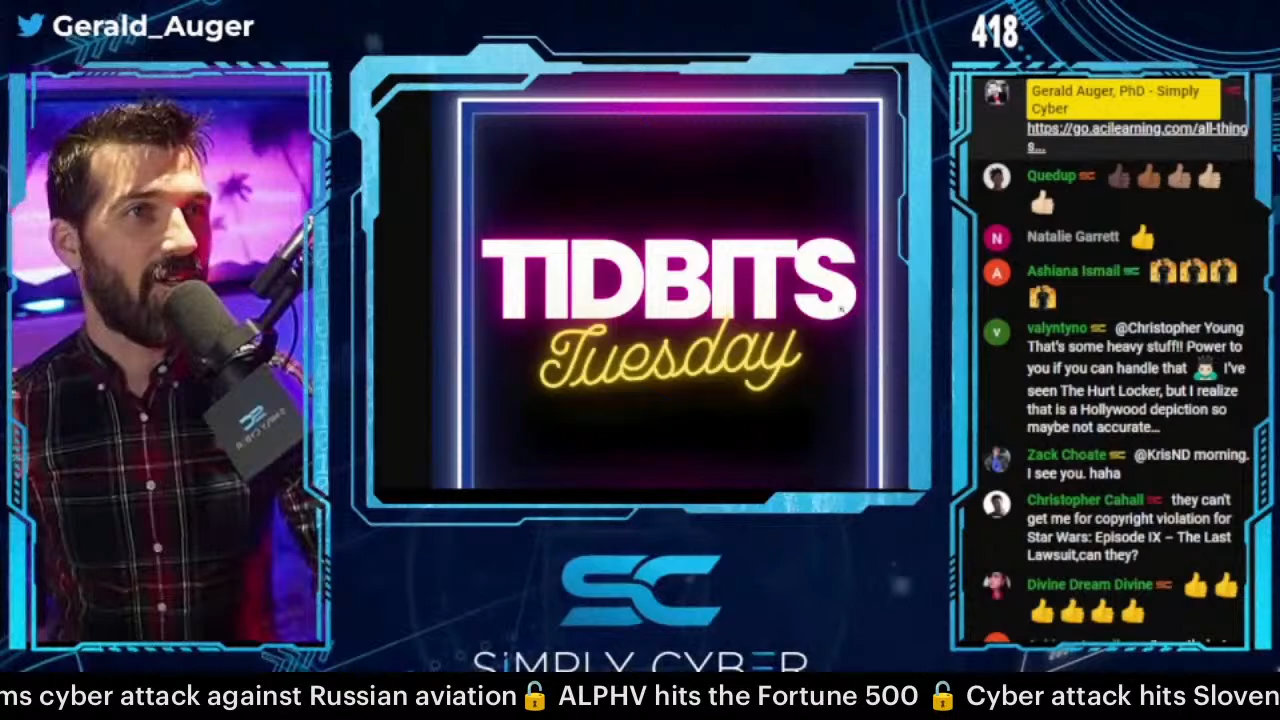 Gerald_Auger
418
TIDBITS
Tuesday
Gerald Auger, PhD - Simply
Cyber
https://go.acilearning.com/all-thing
s...
Quedup
N Natalie Garrett
A Ashiana Ismail
v valyntyno @Christopher Young
That's some heavy stuff!! Power to
you if you can handle that I've
seen The Hurt Locker, but I realize
that is a Hollywood depiction so
maybe not accurate...
Zack Choate @KrisND morning.
I see you. haha
Christopher Cahall they can't
get me for copyright violation for
Star Wars: Episode IX – The Last
Lawsuit,can they?
Divine Dream Divine
SC
SIMPLY CYBER
ms cyber attack against Russian aviation ALPHV hits the Fortune 500 Cyber attack hits Sloven